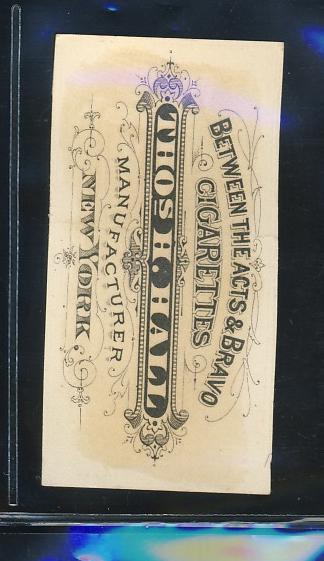 BETWEEN THE ACTS & BRAVO
CIGARETTES
THOS H HALL
MANUFACTURER
NEW YORK